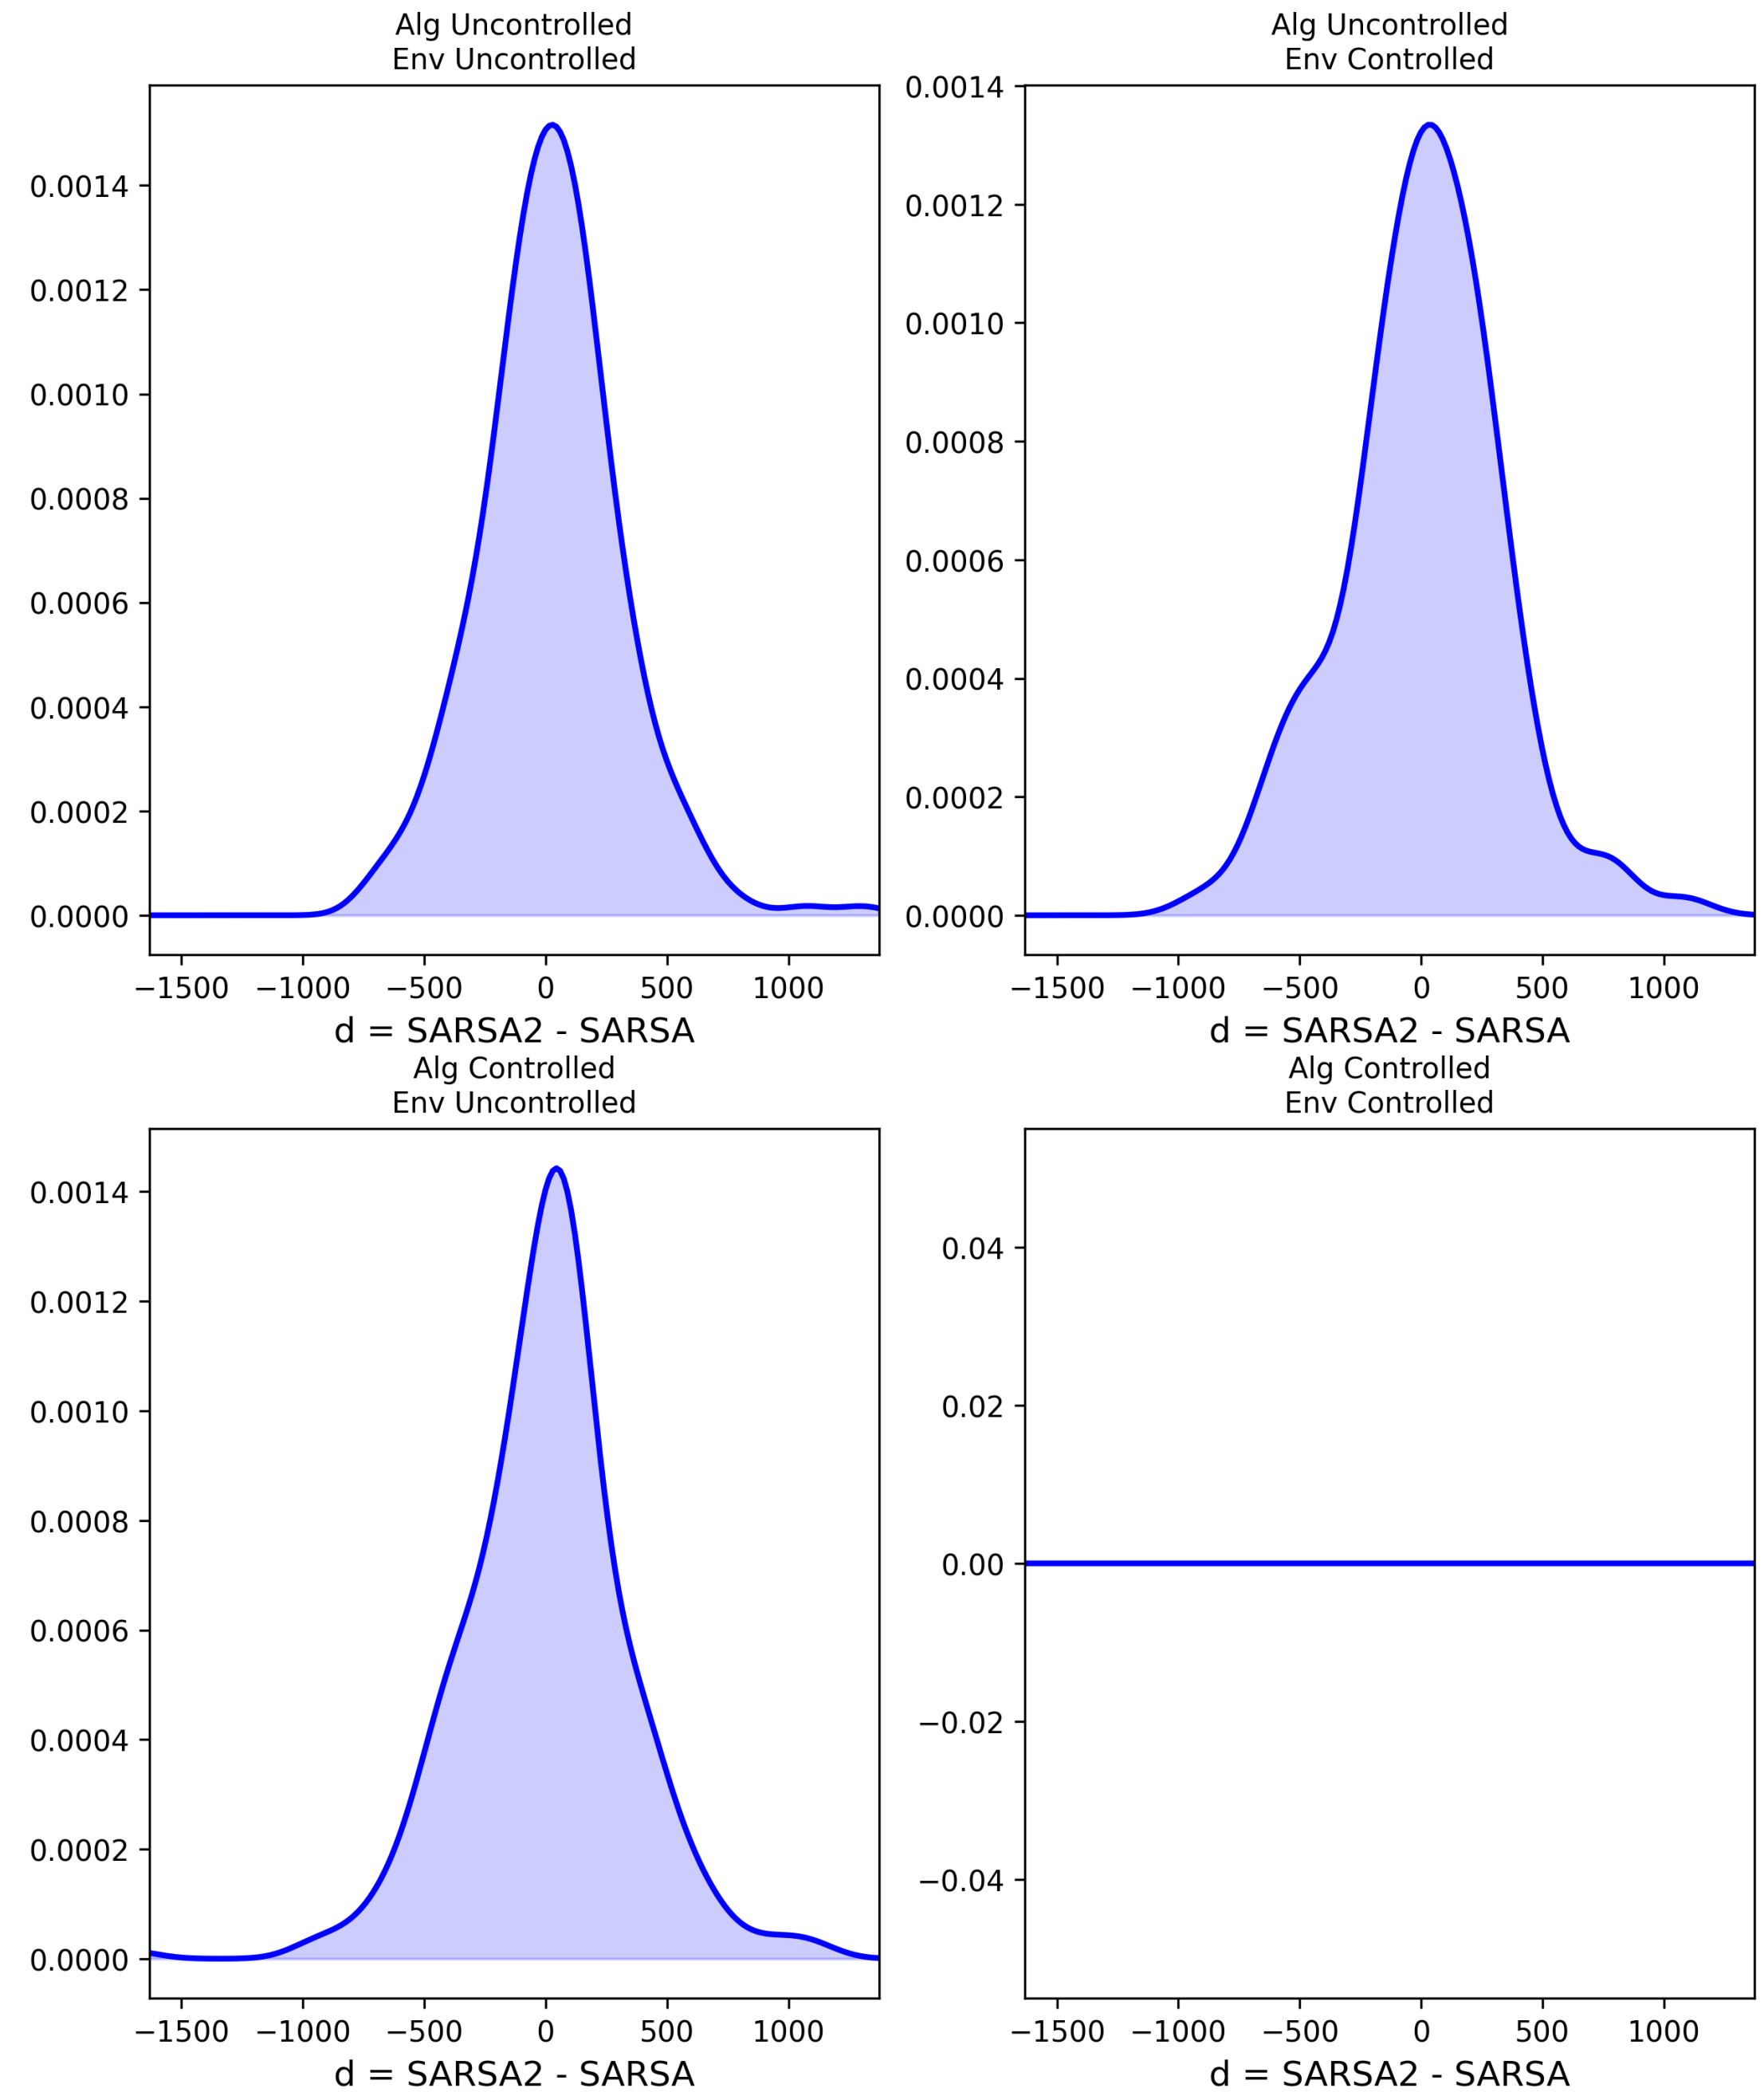 Alg Uncontrolled
Env Uncontrolled
0.0014
0.0012
0.0010
0.0008
0.0006
0.0004
0.0002
0.0000
−1500 −1000 −500 0 500 1000
d = SARSA2 - SARSA
Alg Uncontrolled
Env Controlled
0.0014
0.0012
0.0010
0.0008
0.0006
0.0004
0.0002
0.0000
−1500 −1000 −500 0 500 1000
d = SARSA2 - SARSA
Alg Controlled
Env Uncontrolled
0.0014
0.0012
0.0010
0.0008
0.0006
0.0004
0.0002
0.0000
−1500 −1000 −500 0 500 1000
d = SARSA2 - SARSA
Alg Controlled
Env Controlled
0.04
0.02
0.00
−0.02
−0.04
−1500 −1000 −500 0 500 1000
d = SARSA2 - SARSA